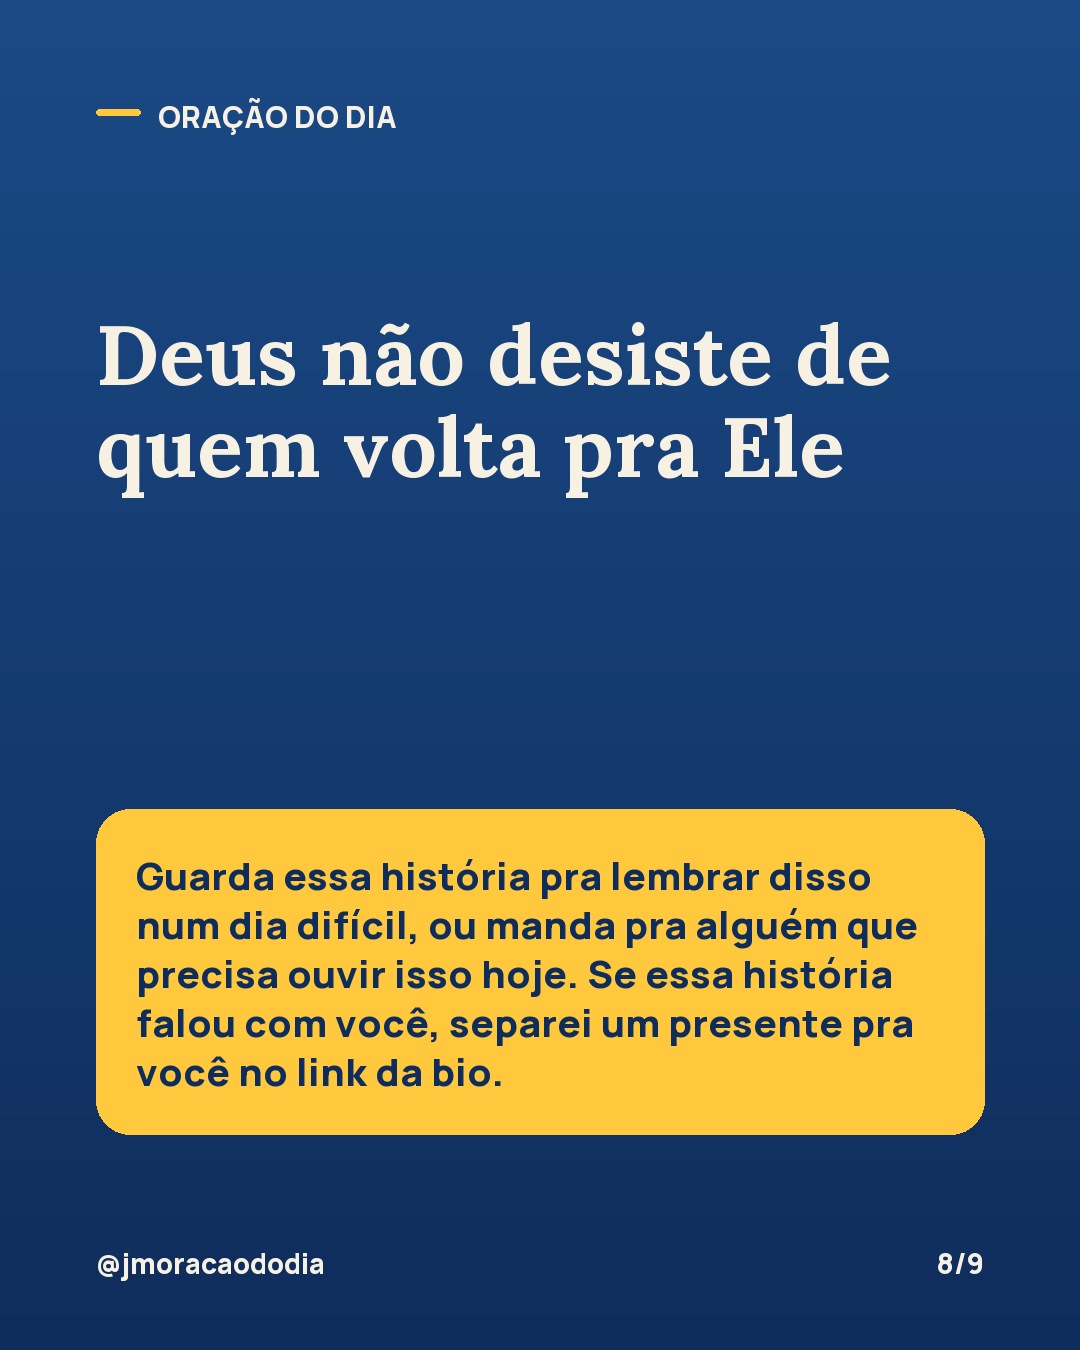 ORAÇÃO DO DIA
Deus não desiste de
quem volta pra Ele
Guarda essa história pra lembrar disso
num dia difícil, ou manda pra alguém que
precisa ouvir isso hoje. Se essa história
falou com você, separei um presente pra
você no link da bio.
@jmoracaododia
8/9